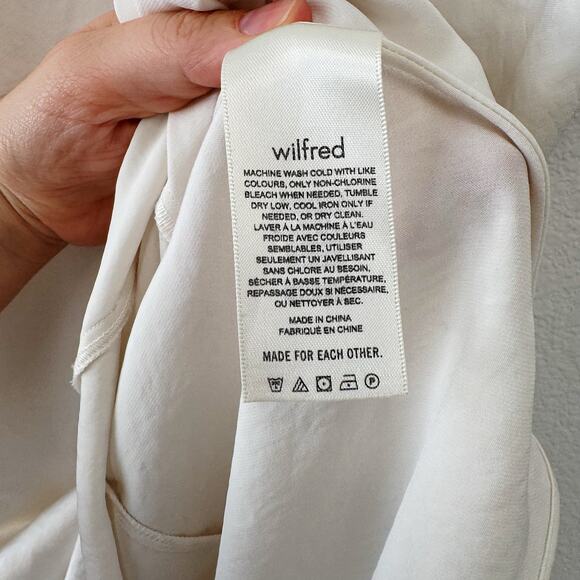 wilfred
MACHINE WASH COLD WITH LIKE
COLOURS, ONLY NON-CHLORINE
BLEACH WHEN NEEDED, TUMBLE
DRY LOW, COOL IRON ONLY IF
NEEDED, OR DRY CLEAN.
LAVER À LA MACHINE À L'EAU
FROIDE AVEC COULEURS
SEMBLABLES, UTILISER
SEULEMENT UN JAVELLISANT
SANS CHLORE AU BESOIN,
SÉCHER À BASSE TEMPÉRATURE,
REPASSAGE DOUX SI NÉCESSAIRE,
OU NETTOYER À SEC.
MADE IN CHINA
FABRIQUÉ EN CHINE
MADE FOR EACH OTHER.
P